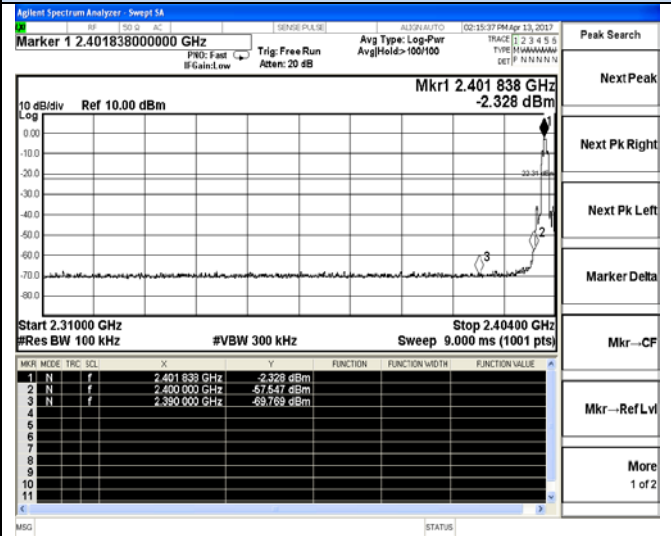 Agilent Spectrum Analyzer - Swept SA
RF 50 Ω AC SENSE:PULSE ALIGNAUTO 02:15:37 PM Apr 13, 2017
Marker 1 2.401838000000 GHz
PNO: Fast
IFGain:Low
Trig: Free Run
Atten: 20 dB
Avg Type: Log-Pwr
Avg|Hold:> 100/100
TRACE 1 2 3 4 5 6
TYPE MWWWWW
DET P N N N N N
Peak Search
Mkr1 2.401 838 GHz
-2.328 dBm
10 dB/div Ref 10.00 dBm
Log
0.00
-10.0
-20.0
-30.0
-40.0
-50.0
-60.0
-70.0
-80.0
1
2
3
Start 2.31000 GHz
Stop 2.40400 GHz
#Res BW 100 kHz
#VBW 300 kHz
Sweep 9.000 ms (1001 pts)
MKR MODE TRC SCL X Y FUNCTION FUNCTION WIDTH FUNCTION VALUE
1 N f 2.401 838 GHz -2.328 dBm
2 N f 2.400 000 GHz -57.547 dBm
3 N f 2.390 000 GHz -69.769 dBm
4
5
6
7
8
9
10
11
MSG
STATUS
Next Peak
Next Pk Right
Next Pk Left
Marker Delta
Mkr→CF
Mkr→Ref Lvl
More
1 of 2